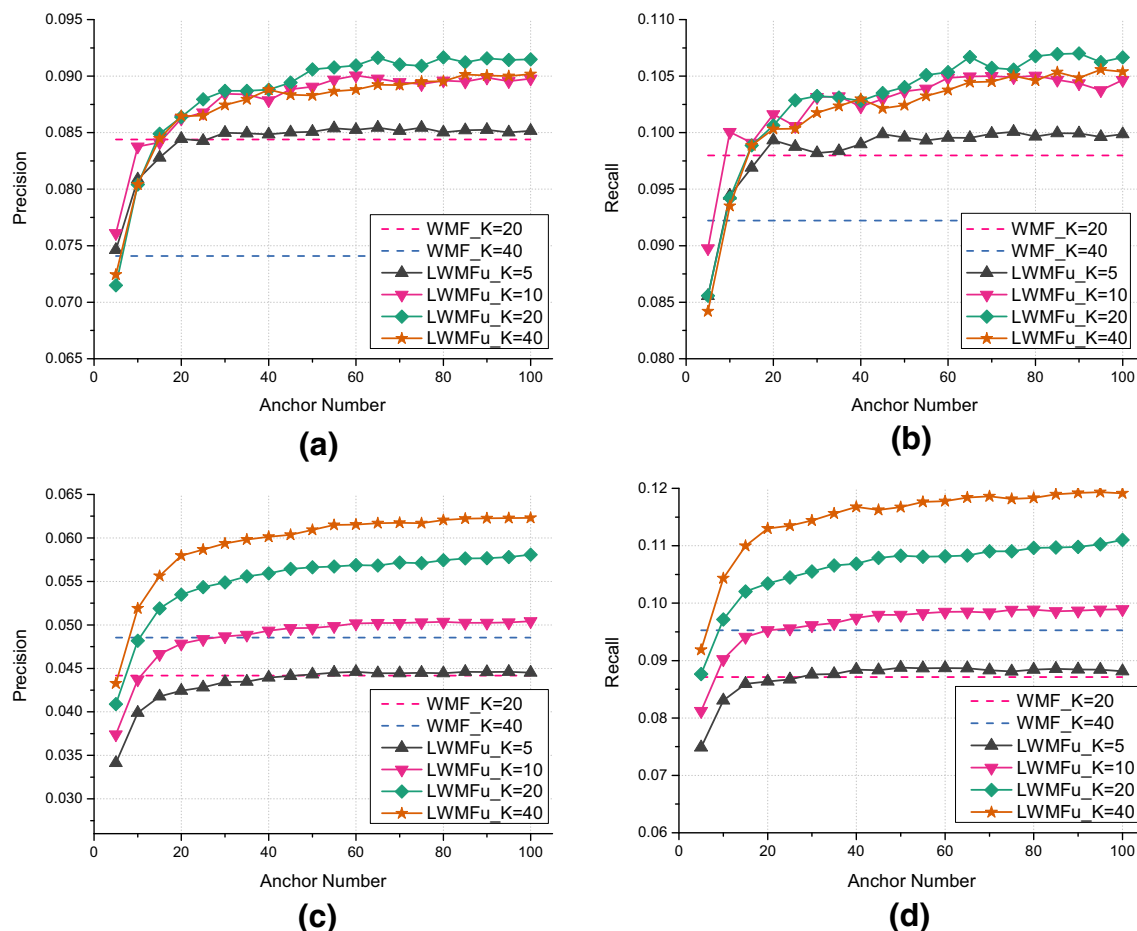 0.095
0.090
0.085
0.080
0.075
0.070
0.065
Precision
0 20 40 60 80 100
Anchor Number
WMF_K=20
WMF_K=40
LWMFu_K=5
LWMFu_K=10
LWMFu_K=20
LWMFu_K=40
(a)
0.110
0.105
0.100
0.095
0.090
0.085
0.080
Recall
0 20 40 60 80 100
Anchor Number
WMF_K=20
WMF_K=40
LWMFu_K=5
LWMFu_K=10
LWMFu_K=20
LWMFu_K=40
(b)
0.065
0.060
0.055
0.050
0.045
0.040
0.035
0.030
Precision
0 20 40 60 80 100
Anchor Number
WMF_K=20
WMF_K=40
LWMFu_K=5
LWMFu_K=10
LWMFu_K=20
LWMFu_K=40
(c)
0.12
0.11
0.10
0.09
0.08
0.07
0.06
Recall
0 20 40 60 80 100
Anchor Number
WMF_K=20
WMF_K=40
LWMFu_K=5
LWMFu_K=10
LWMFu_K=20
LWMFu_K=40
(d)